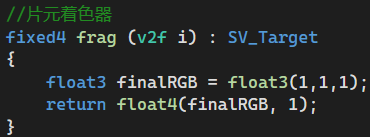 //片元着色器
fixed4 frag (v2f i) : SV_Target
{
    float3 finalRGB = float3(1,1,1);
    return float4(finalRGB, 1);
}